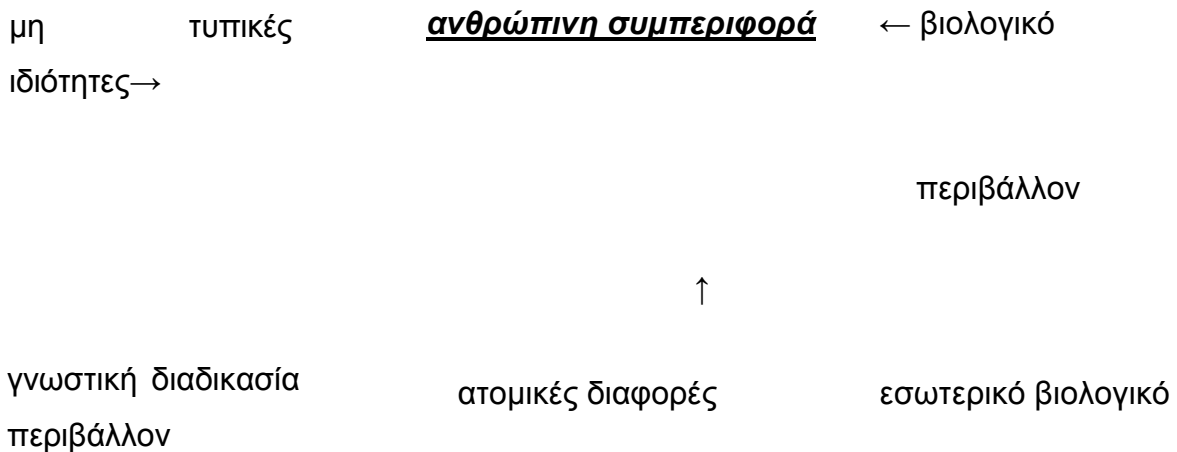 μη τυπικές ανθρώπινη συμπεριφορά ← βιολογικό
ιδιότητες→
περιβάλλον
↑
γνωστική διαδικασία ατομικές διαφορές εσωτερικό βιολογικό
περιβάλλον